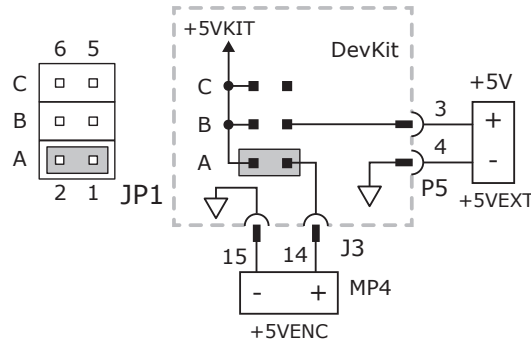 +5VKIT
6 5
DevKit
+5V
C
C
3
B
B
+
A
A
4
-
2 1
JP1
P5
+5VEXT
15
14
J3
- +
MP4
+5VENC